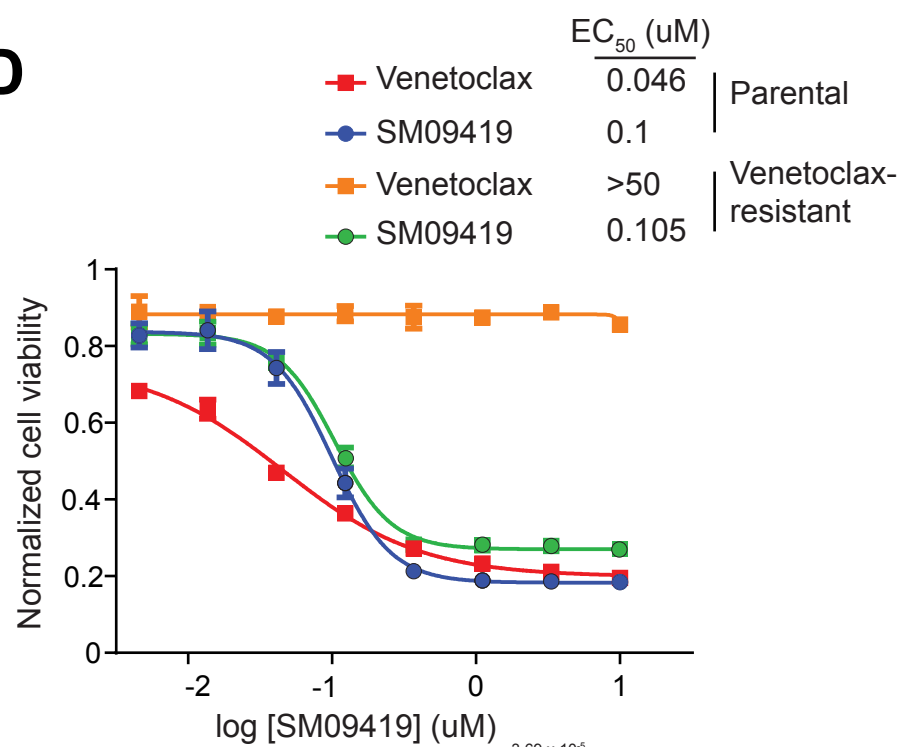 D
EC50 (uM)
Venetoclax 0.046
Parental
SM09419 0.1
Venetoclax >50
Venetoclax-
resistant
SM09419 0.105
1
0.8
0.6
0.4
0.2
0
Normalized cell viability
-2 -1 0 1
log [SM09419] (uM)